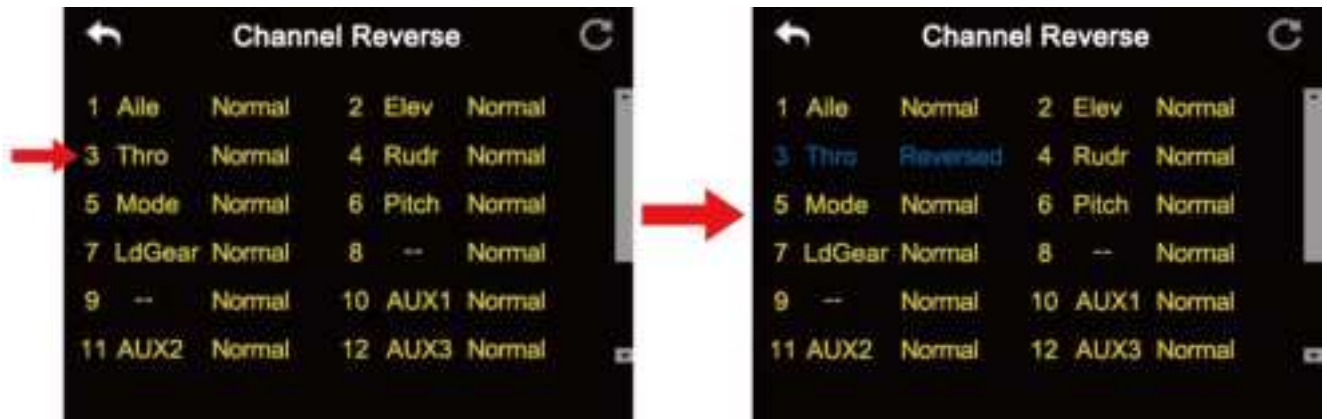 Channel Reverse
1 Aile Normal 2 Elev Normal
3 Thro Normal 4 Rudr Normal
5 Mode Normal 6 Pitch Normal
7 LdGear Normal 8 -- Normal
9 -- Normal 10 AUX1 Normal
11 AUX2 Normal 12 AUX3 Normal
Channel Reverse
1 Aile Normal 2 Elev Normal
3 Thro Reversed 4 Rudr Normal
5 Mode Normal 6 Pitch Normal
7 LdGear Normal 8 -- Normal
9 -- Normal 10 AUX1 Normal
11 AUX2 Normal 12 AUX3 Normal